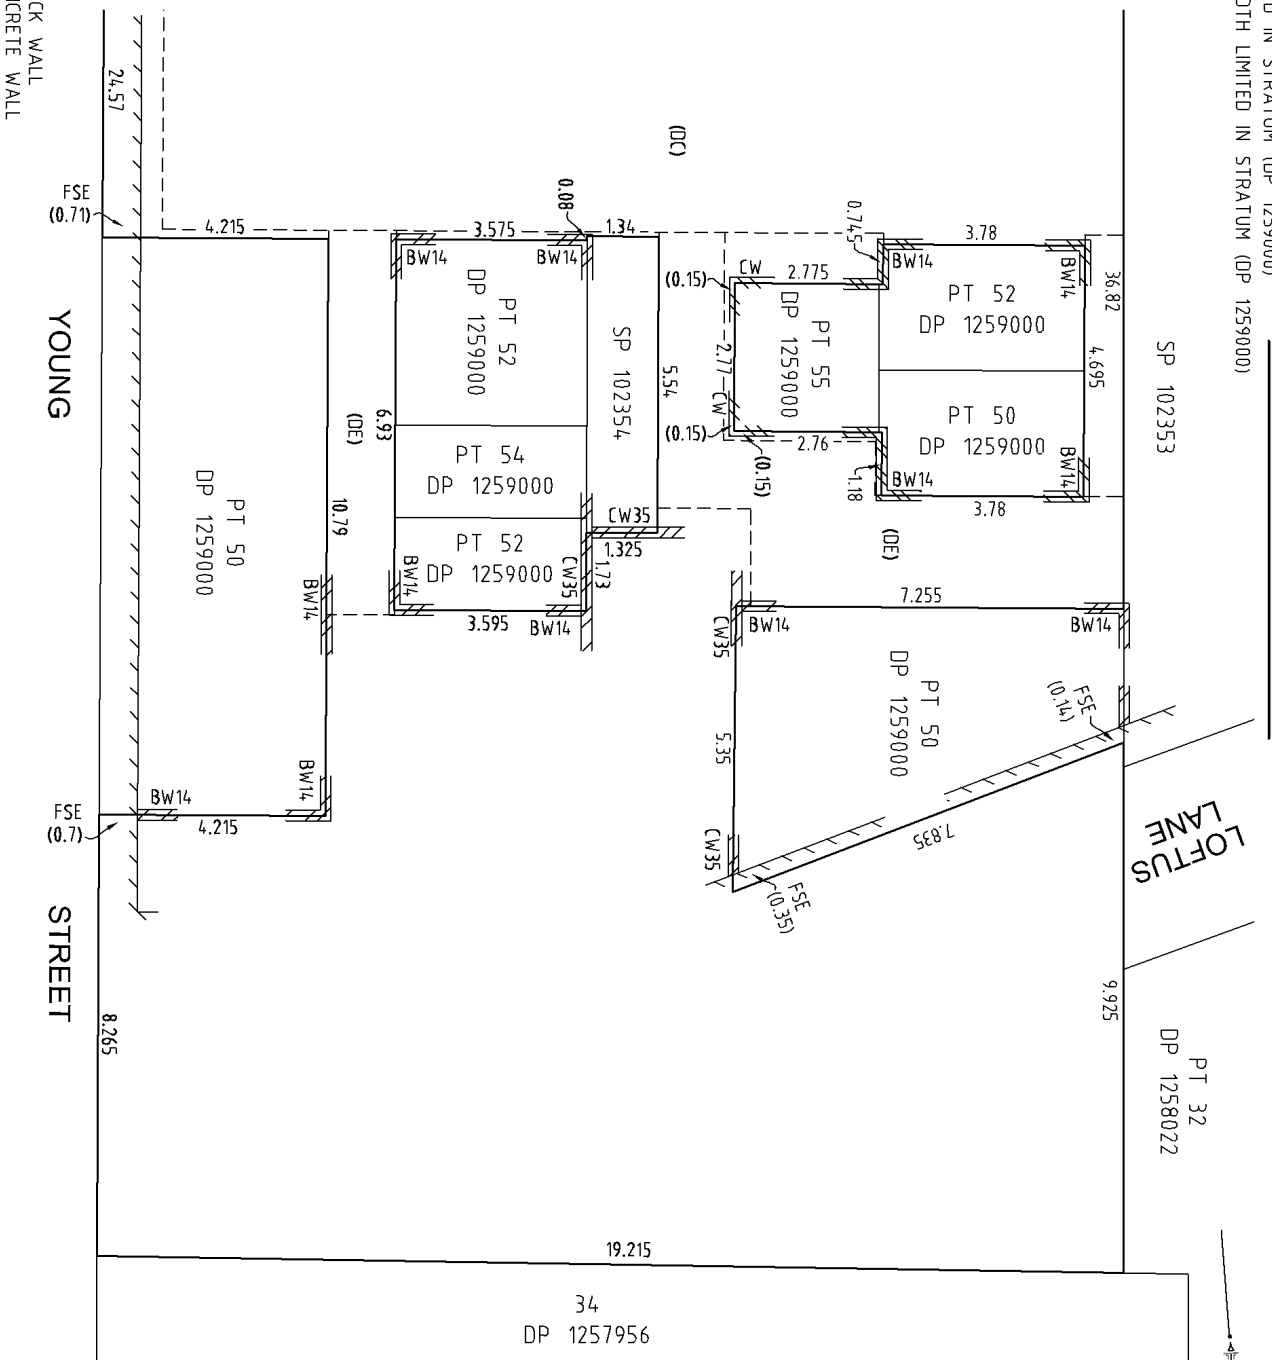 D IN STRATUM (DP 1259000)
OTH LIMITED IN STRATUM (DP 1259000)
CK WALL
CRETE WALL
24.57
(DC)
FSE
(0.71)
4.215
0.08
3.575
1.34
0.745
3.78
36.82
BW14
BW14
BW14
BW14
CW
2.775
(0.15)
PT 52
DP 1259000
PT 52
DP 1259000
PT 55
DP 1259000
SP 102354
SP 102353
5.54
2.77
4.695
YOUNG
(DE)
6.93
CW
(0.15)
2.76
(0.15)
PT 50
DP 1259000
BW14
BW14
1.18
3.78
PT 54
DP 1259000
PT 50
DP 1259000
10.79
CW35
1.325
(DE)
PT 52
DP 1259000
BW14
CW35
1.73
3.595
BW14
BW14
7.255
BW14
BW14
CW35
PT 50
DP 1259000
FSE
(0.14)
5.35
BW14
BW14
FSE
(0.7)
4.215
CW35
7.835
FSE
(0.35)
LOFTUS
LANE
STREET
8.265
9.925
PT 32
DP 1258022
19.215
34
DP 1257956